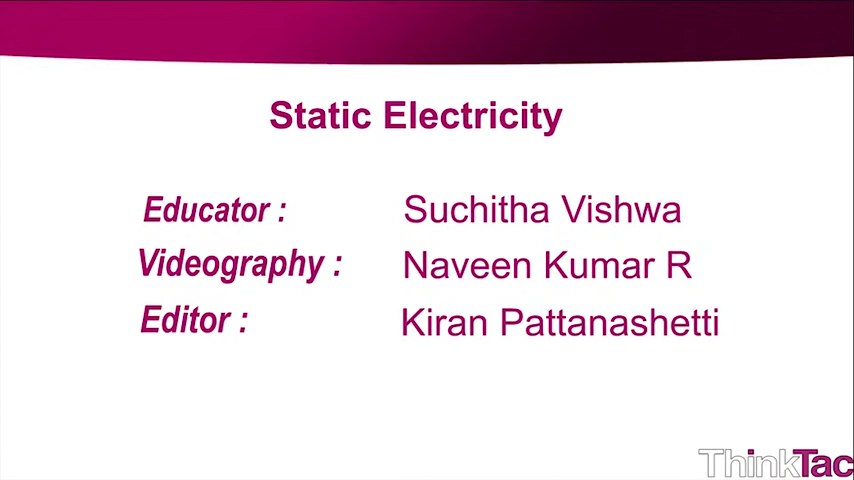 Static Electricity
Educator : Suchitha Vishwa
Videography : Naveen Kumar R
Editor : Kiran Pattanashetti
ThinkTac